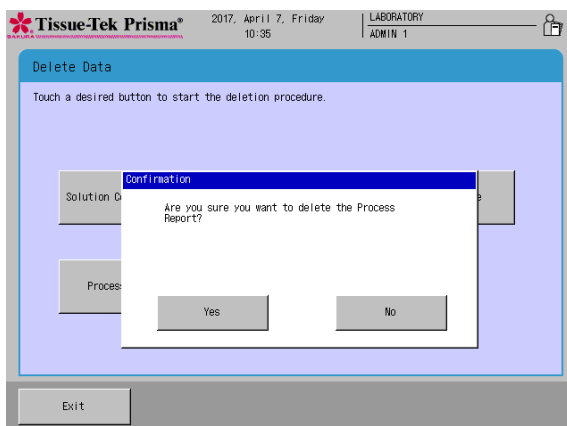 Tissue-Tek Prisma®
SAKURA
2017, April 7, Friday
10:35
LABORATORY
ADMIN 1
Delete Data
Touch a desired button to start the deletion procedure.
Confirmation
Solution
Are you sure you want to delete the Process
Report?
Yes
No
Exit